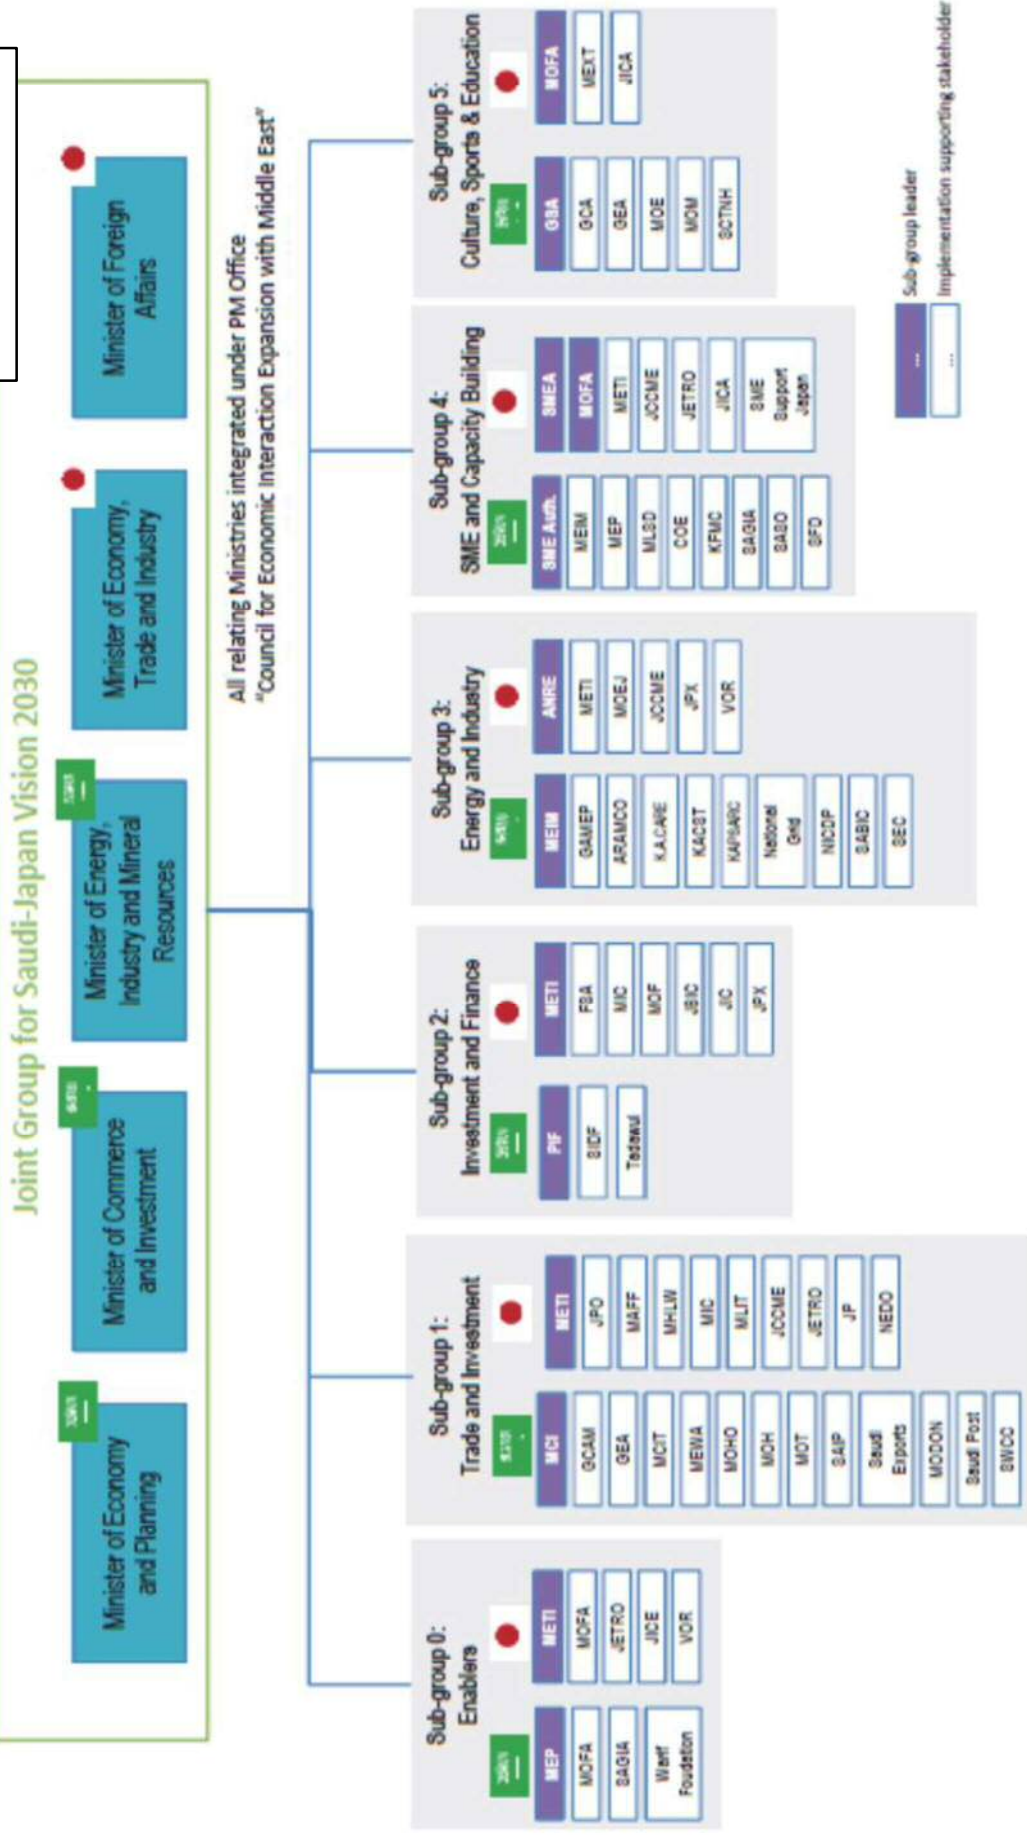 Joint Group for Saudi-Japan Vision 2030
Minister of Economy
and Planning
Minister of Commerce
and Investment
Minister of Energy,
Industry and Mineral
Resources
Minister of Economy,
Trade and Industry
Minister of Foreign
Affairs
All relating Ministries integrated under PM Office
"Council for Economic Interaction Expansion with Middle East"
Sub-group 0:
Enablers
MEP
MOFA
SAGIA
Warif
Foudation
METI
MOFA
JETRO
JICE
VOR
Sub-group 1:
Trade and Investment
MCI
GCAM
GEA
MCIT
MEWA
MOHO
MOH
MOT
SAIP
Saudi
Exports
MODON
Saudi Post
SWCC
METI
JPO
MAFF
MHLW
MIC
MLIT
JCCME
JETRO
JP
NEDO
Sub-group 2:
Investment and Finance
PIF
SIDF
Tadawul
METI
FSA
MIC
MOF
JBIC
JIC
JPX
Sub-group 3:
Energy and Industry
MEIM
GAMEP
ARAMCO
K.A.CARE
KACST
KAPSARC
National
Grid
NICDP
SABIC
SEC
ANRE
METI
MOEJ
JCCME
JPX
VOR
Sub-group 4:
SME and Capacity Building
SME Auth.
MEIM
MEP
MLSD
COE
KFMC
SAGIA
SASO
SFD
SMEA
MOFA
METI
JCCME
JETRO
JICA
SME
Support
Japan
Sub-group 5:
Culture, Sports & Education
GSA
GCA
GEA
MOE
MOM
SCTNH
MOFA
MEXT
JICA
... Sub-group leader
... Implementation supporting stakeholder